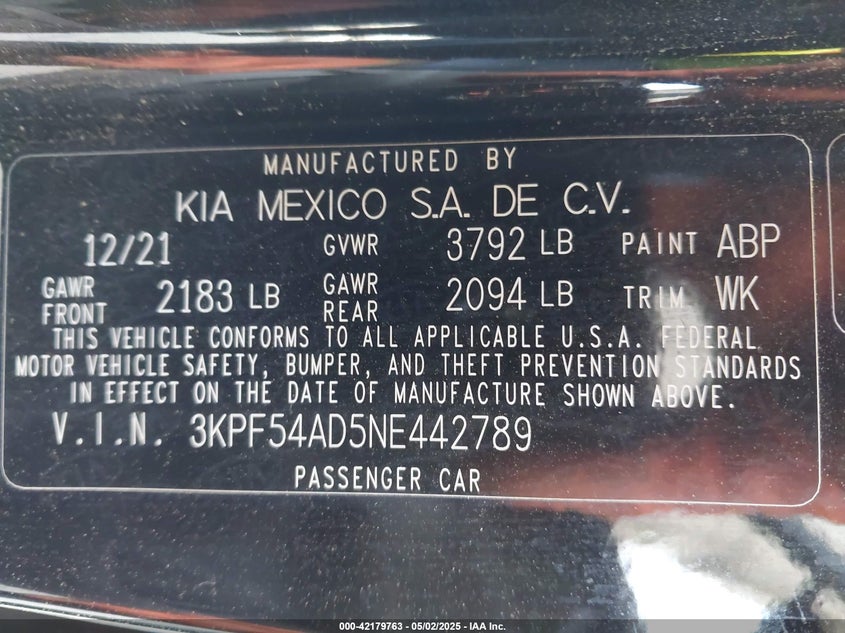 MANUFACTURED BY
KIA MEXICO S.A. DE C.V.
12/21 GVWR 3792 LB PAINT ABP
GAWR FRONT 2183 LB GAWR REAR 2094 LB TRIM WK
THIS VEHICLE CONFORMS TO ALL APPLICABLE U.S.A. FEDERAL
MOTOR VEHICLE SAFETY, BUMPER, AND THEFT PREVENTION STANDARDS
IN EFFECT ON THE DATE OF MANUFACTURE SHOWN ABOVE.
V.I.N. 3KPF54AD5NE442789
PASSENGER CAR
000-42179763 - 05/02/2025 - IAA Inc.